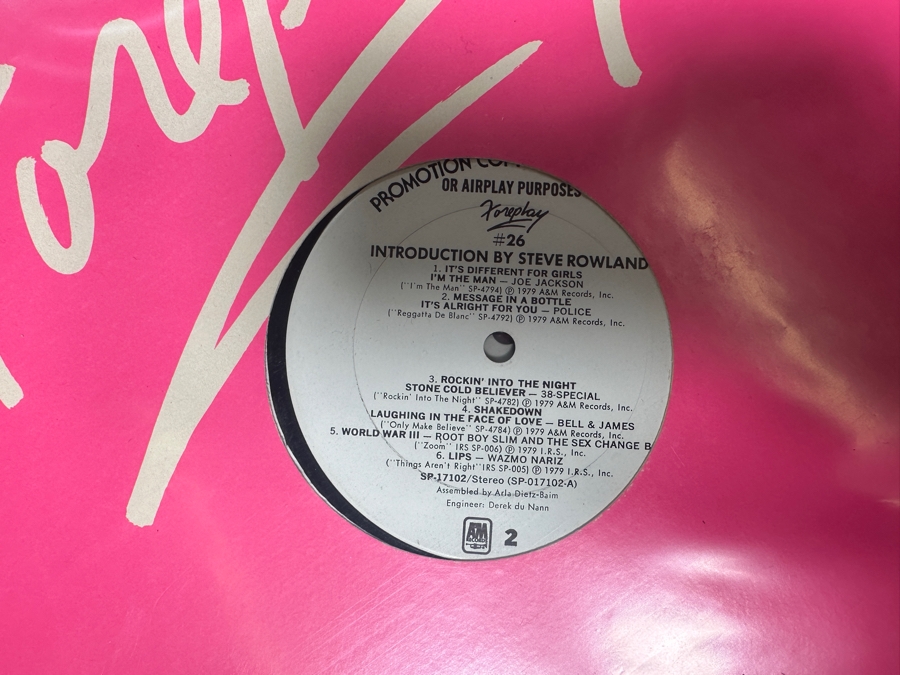 Forepl
PROMOTION
OR AIRPLAY PURPOSES
Foreplay
#26
INTRODUCTION BY STEVE ROWLAND
1. IT'S DIFFERENT FOR GIRLS
I'M THE MAN — JOE JACKSON
("I'm The Man" SP-4794) Ⓟ 1979 A&M Records, Inc.
2. MESSAGE IN A BOTTLE
IT'S ALRIGHT FOR YOU — POLICE
("Reggatta De Blanc" SP-4792) Ⓟ 1979 A&M Records, Inc.
3. ROCKIN' INTO THE NIGHT
STONE COLD BELIEVER — 38-SPECIAL
("Rockin' Into The Night" SP-4782) Ⓟ 1979 A&M Records, Inc.
4. SHAKEDOWN
LAUGHING IN THE FACE OF LOVE — BELL & JAMES
("Only Make Believe" SP-4784) Ⓟ 1979 A&M Records, Inc.
5. WORLD WAR III — ROOT BOY SLIM AND THE SEX CHANGE B
("Zoom" IRS SP-006) Ⓟ 1979 I.R.S., Inc.
6. LIPS — WAZMO NARIZ
("Things Aren't Right" IRS SP-005) Ⓟ 1979 I.R.S., Inc.
SP-17102/Stereo (SP-017102-A)
Assembled by Arla Dietz-Baim
Engineer: Derek du Nann
A&M RECORDS 2